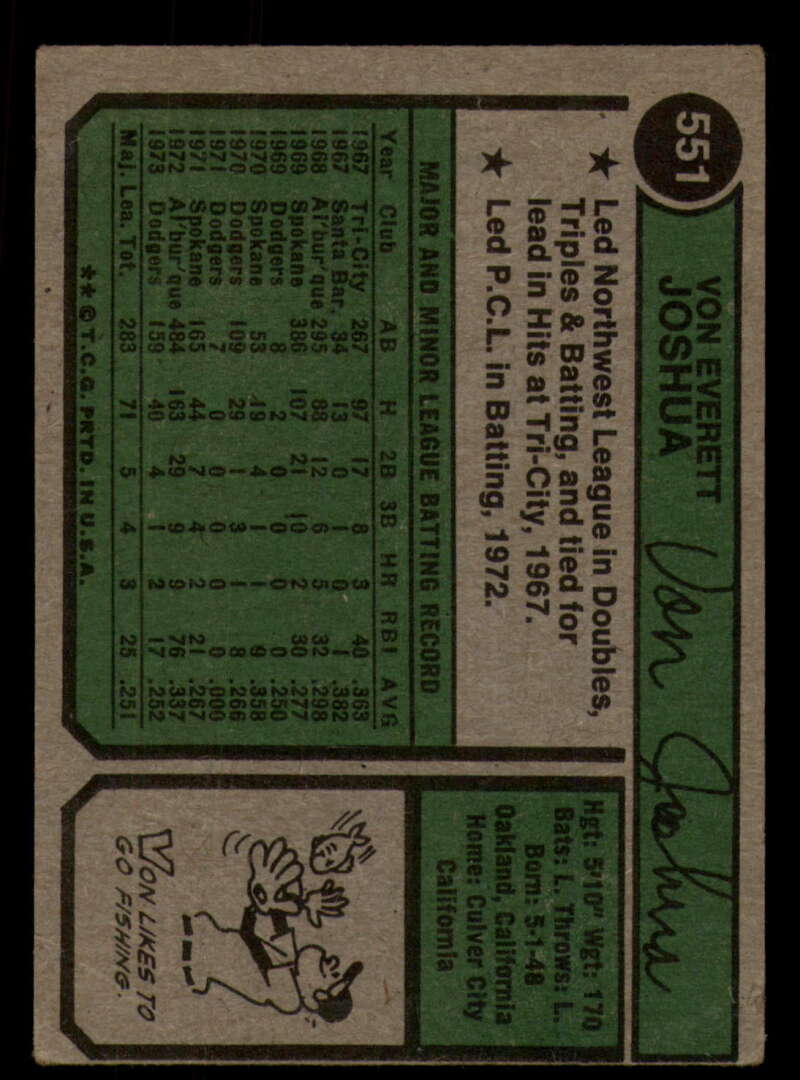 551
VON EVERETT
JOSHUA
Von Joshua
★ Led Northwest League in Doubles,
Triples & Batting, and tied for
lead in Hits at Tri-City, 1967.
★ Led P.C.L. in Batting, 1972.
MAJOR AND MINOR LEAGUE BATTING RECORD
Year Club AB H 2B 3B HR RBI AVG
1967 Tri-City 267 97 17 8 3 40 .363
1967 Santa Bar. 34 13 0 1 0 1 .382
1968 Al'bur'que 295 88 12 6 5 32 .298
1969 Spokane 386 107 21 10 2 30 .277
1969 Dodgers 8 2 0 0 0 0 .250
1970 Spokane 53 19 4 1 1 9 .358
1970 Dodgers 109 29 1 3 1 8 .266
1971 Dodgers 7 0 0 0 0 0 .000
1971 Spokane 165 44 7 4 2 21 .267
1972 Al'bur'que 484 163 29 9 9 76 .337
1973 Dodgers 159 40 4 1 2 17 .252
Maj. Lea. Tot. 283 71 5 4 3 25 .251
**© T.C.G. PRTD. IN U.S.A.
Hgt: 5'10" Wgt: 170
Bats: L. Throws: L.
Born: 5-1-48
Oakland, California
Home: Culver City
California
VON LIKES TO
GO FISHING.